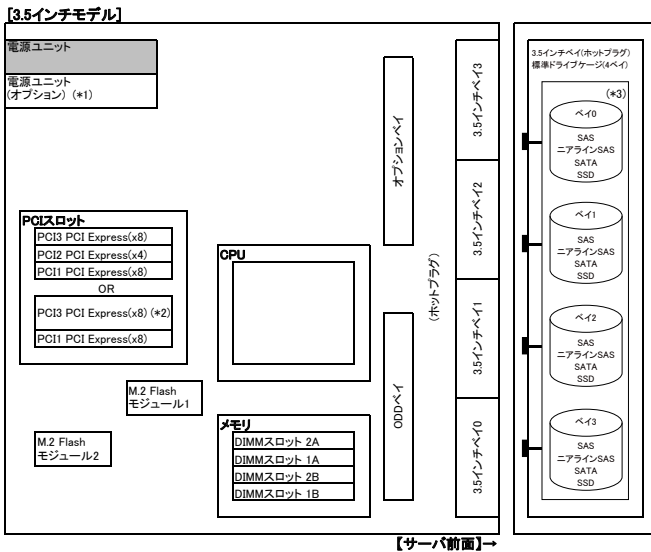 [3.5インチモデル]
電源ユニット
電源ユニット
(オプション) (*1)
PCIスロット
PCI3 PCI Express(x8)
PCI2 PCI Express(x4)
PCI1 PCI Express(x8)
OR
PCI3 PCI Express(x8) (*2)
PCI1 PCI Express(x8)
M.2 Flash
モジュール1
M.2 Flash
モジュール2
CPU
メモリ
DIMMスロット 2A
DIMMスロット 1A
DIMMスロット 2B
DIMMスロット 1B
オプションベイ
ODDベイ
(ホットプラグ)
3.5インチベイ3
3.5インチベイ2
3.5インチベイ1
3.5インチベイ0
【サーバ前面】→
3.5インチベイ(ホットプラグ)
標準ドライブケージ(4ベイ)
(*3)
ベイ0
SAS
ニアラインSAS
SATA
SSD
ベイ1
SAS
ニアラインSAS
SATA
SSD
ベイ2
SAS
ニアラインSAS
SATA
SSD
ベイ3
SAS
ニアラインSAS
SATA
SSD